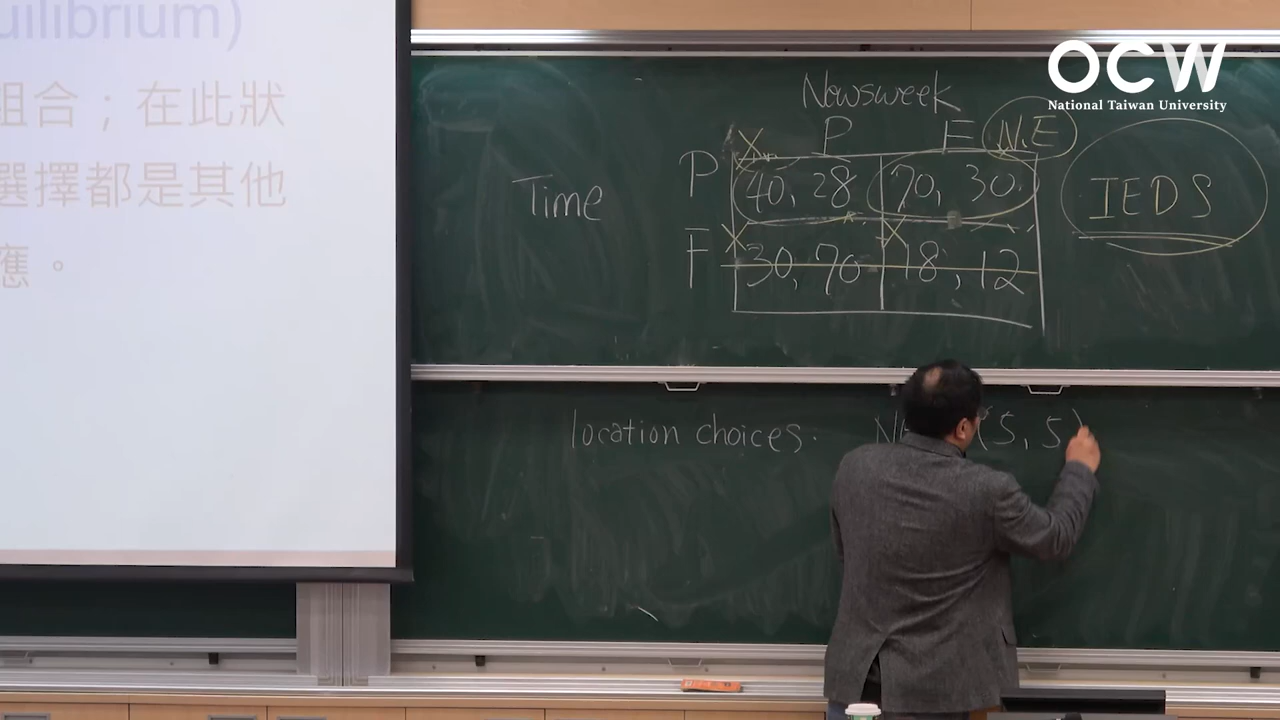 uilibrium)
組合；在此狀
選擇都是其他
應。
OCW
National Taiwan University
Newsweek
P F N.E
Time
P 40, 28 70, 30
IEDS
F 30, 70 18, 12
location choices. (5, 5)